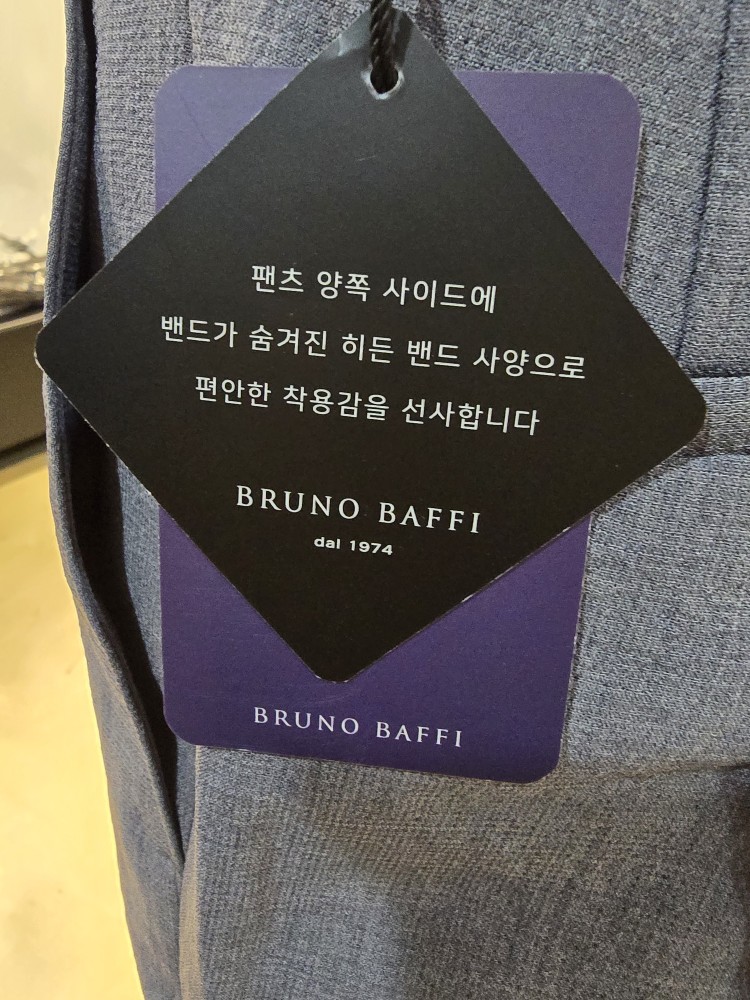 팬츠 양쪽 사이드에
밴드가 숨겨진 히든 밴드 사양으로
편안한 착용감을 선사합니다
BRUNO BAFFI
dal 1974
BRUNO BAFFI